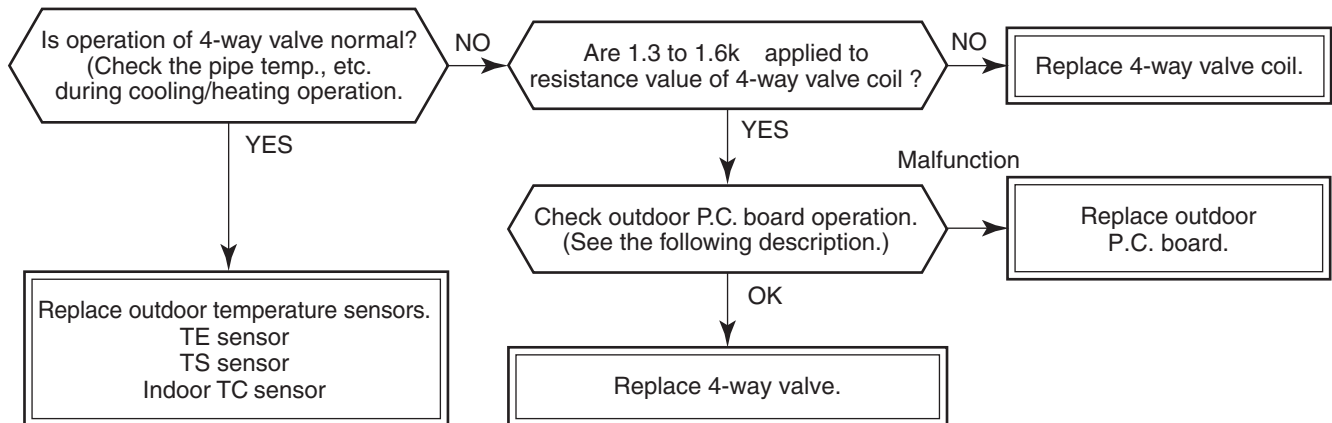 Is operation of 4-way valve normal?
(Check the pipe temp., etc.
during cooling/heating operation.
NO
Are 1.3 to 1.6k applied to
resistance value of 4-way valve coil ?
NO
Replace 4-way valve coil.
YES
YES
Malfunction
Check outdoor P.C. board operation.
(See the following description.)
Replace outdoor
P.C. board.
OK
Replace outdoor temperature sensors.
TE sensor
TS sensor
Indoor TC sensor
Replace 4-way valve.